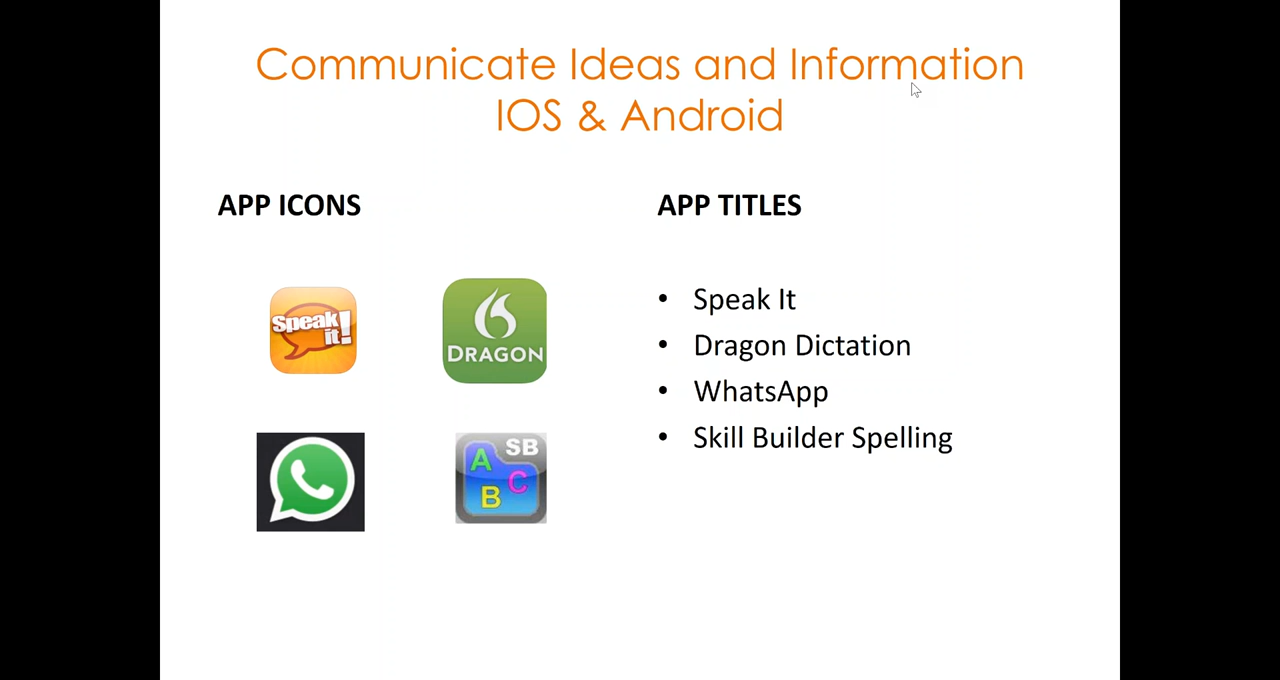 Communicate Ideas and Information
IOS & Android
APP ICONS
APP TITLES
Speak it!
DRAGON
SB
A
C
B
• Speak It
• Dragon Dictation
• WhatsApp
• Skill Builder Spelling